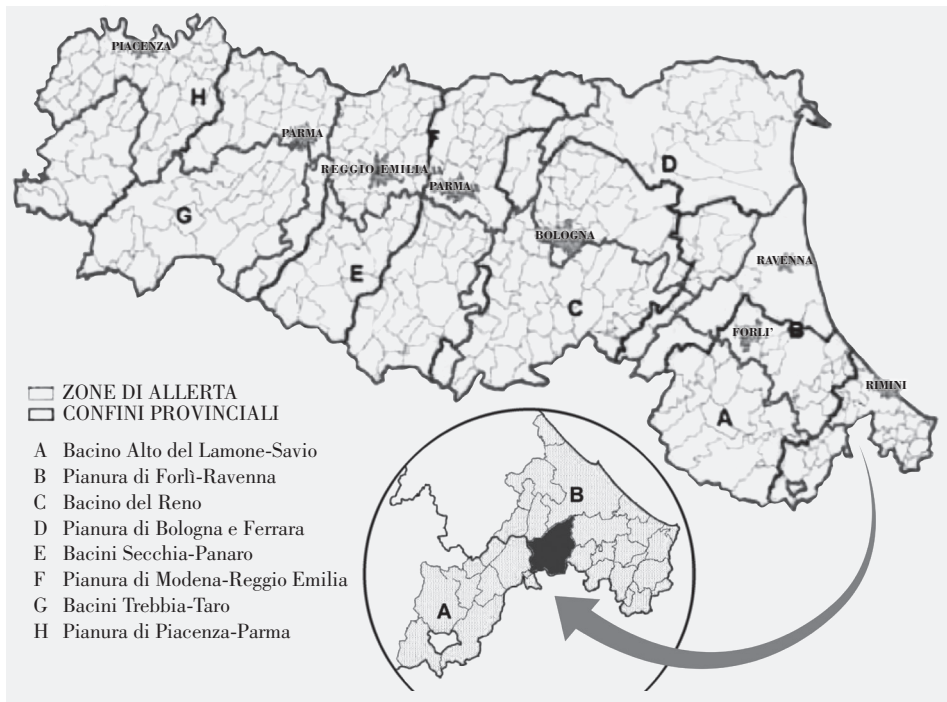 PIACENZA
H
PARMA
F
REGGIO EMILIA
PARMA
D
G
BOLOGNA
RAVENNA
E
C
FORLI'
B
RIMINI
A
ZONE DI ALLERTA
CONFINI PROVINCIALI
A Bacino Alto del Lamone-Savio
B Pianura di Forlì-Ravenna
C Bacino del Reno
D Pianura di Bologna e Ferrara
E Bacini Secchia-Panaro
F Pianura di Modena-Reggio Emilia
G Bacini Trebbia-Taro
H Pianura di Piacenza-Parma
B
A